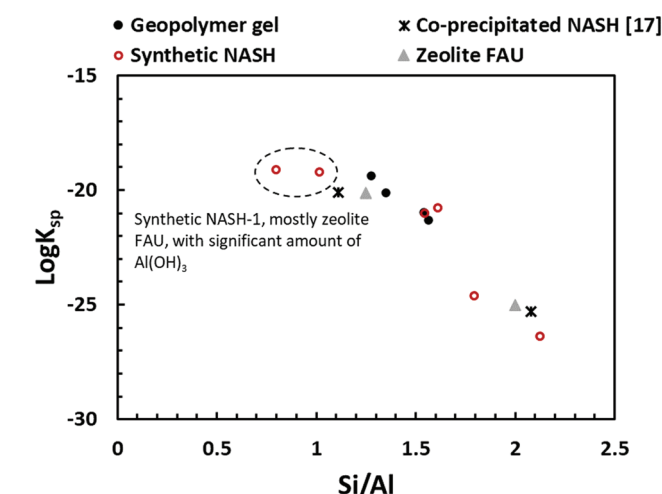 Geopolymer gel
Co-precipitated NASH [17]
Synthetic NASH
Zeolite FAU
-15
-20
-25
-30
LogKsp
Synthetic NASH-1, mostly zeolite
FAU, with significant amount of
Al(OH)3
0
0.5
1
1.5
2
2.5
Si/Al